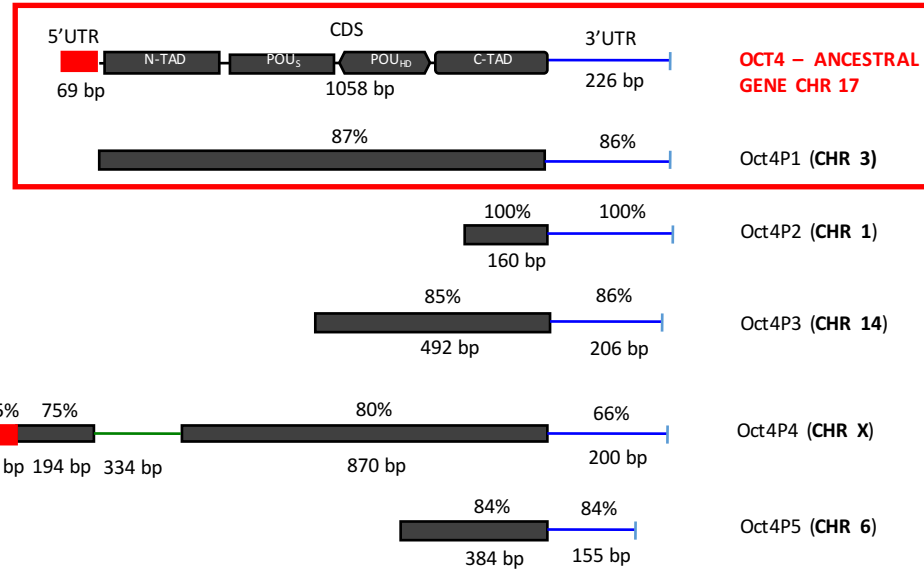 5’UTR CDS 3’UTR
N-TAD POUS POUHD C-TAD
OCT4 – ANCESTRAL
GENE CHR 17
69 bp 1058 bp 226 bp
87% 86%
Oct4P1 (CHR 3)
100% 100%
Oct4P2 (CHR 1)
160 bp
85% 86%
Oct4P3 (CHR 14)
492 bp 206 bp
5% 75% 80% 66%
Oct4P4 (CHR X)
bp 194 bp 334 bp 870 bp 200 bp
84% 84%
Oct4P5 (CHR 6)
384 bp 155 bp